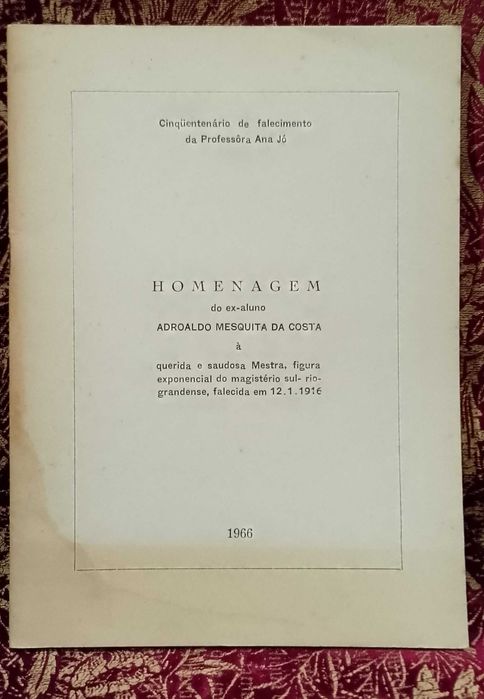 Cinqüentenário de falecimento
da Professôra Ana Jó
HOMENAGEM
do ex-aluno
ADROALDO MESQUITA DA COSTA
à
querida e saudosa Mestra, figura
exponencial do magistério sul- rio-
grandense, falecida em 12.1.1916
1966